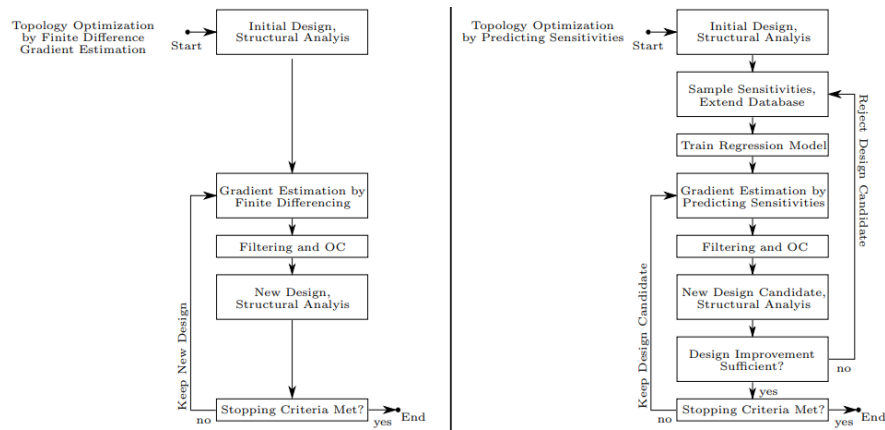 Topology Optimization
by Finite Difference
Gradient Estimation
Start
Initial Design,
Structural Analyis
Gradient Estimation by
Finite Differencing
Filtering and OC
New Design,
Structural Analyis
Keep New Design
Stopping Criteria Met?
no
yes
End
Topology Optimization
by Predicting Sensitivities
Start
Initial Design,
Structural Analyis
Sample Sensitivities,
Extend Database
Train Regression Model
Gradient Estimation by
Predicting Sensitivities
Filtering and OC
New Design Candidate,
Structural Analyis
Design Improvement
Sufficient?
no
Reject Design Candidate
yes
Keep Design Candidate
Stopping Criteria Met?
no
yes
End